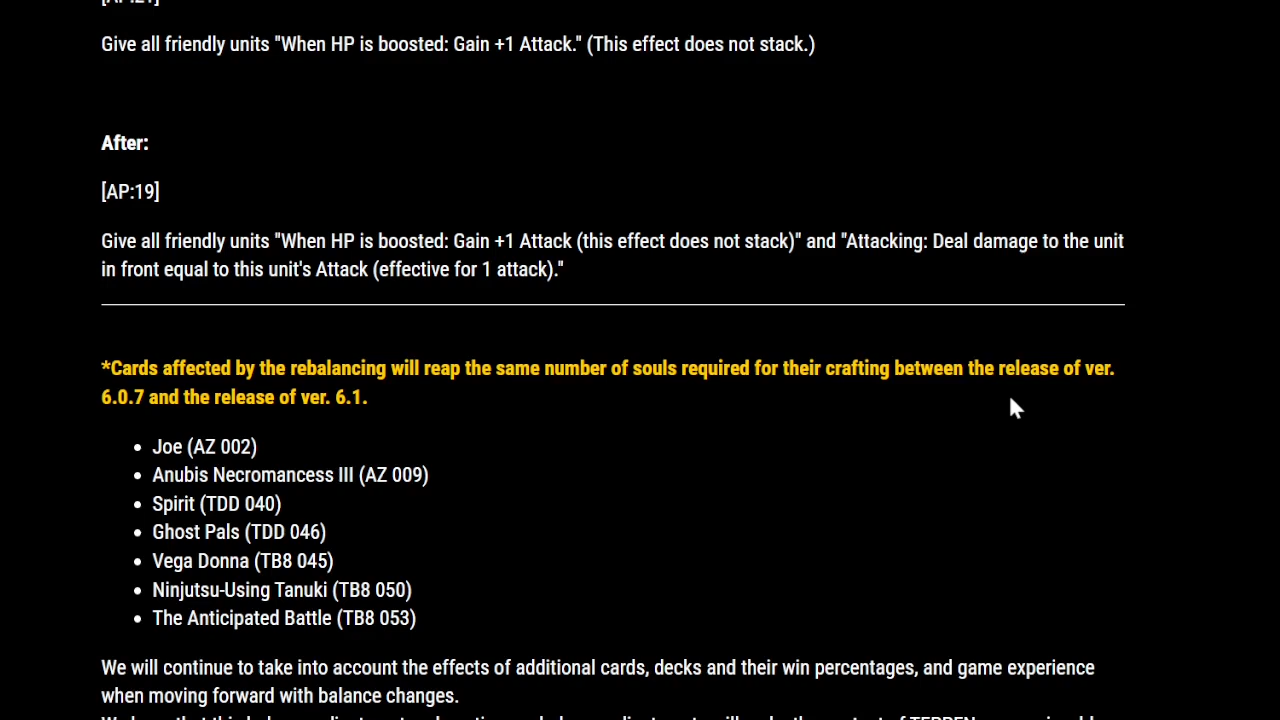 [AP:21]
Give all friendly units "When HP is boosted: Gain +1 Attack." (This effect does not stack.)
After:
[AP:19]
Give all friendly units "When HP is boosted: Gain +1 Attack (this effect does not stack)" and "Attacking: Deal damage to the unit
in front equal to this unit's Attack (effective for 1 attack)."
*Cards affected by the rebalancing will reap the same number of souls required for their crafting between the release of ver.
6.0.7 and the release of ver. 6.1.
• Joe (AZ 002)
• Anubis Necromancess III (AZ 009)
• Spirit (TDD 040)
• Ghost Pals (TDD 046)
• Vega Donna (TB8 045)
• Ninjutsu-Using Tanuki (TB8 050)
• The Anticipated Battle (TB8 053)
We will continue to take into account the effects of additional cards, decks and their win percentages, and game experience
when moving forward with balance changes.